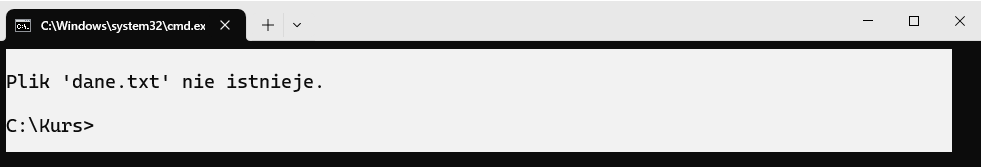 C:\Windows\system32\cmd.ex
Plik 'dane.txt' nie istnieje.
C:\Kurs>